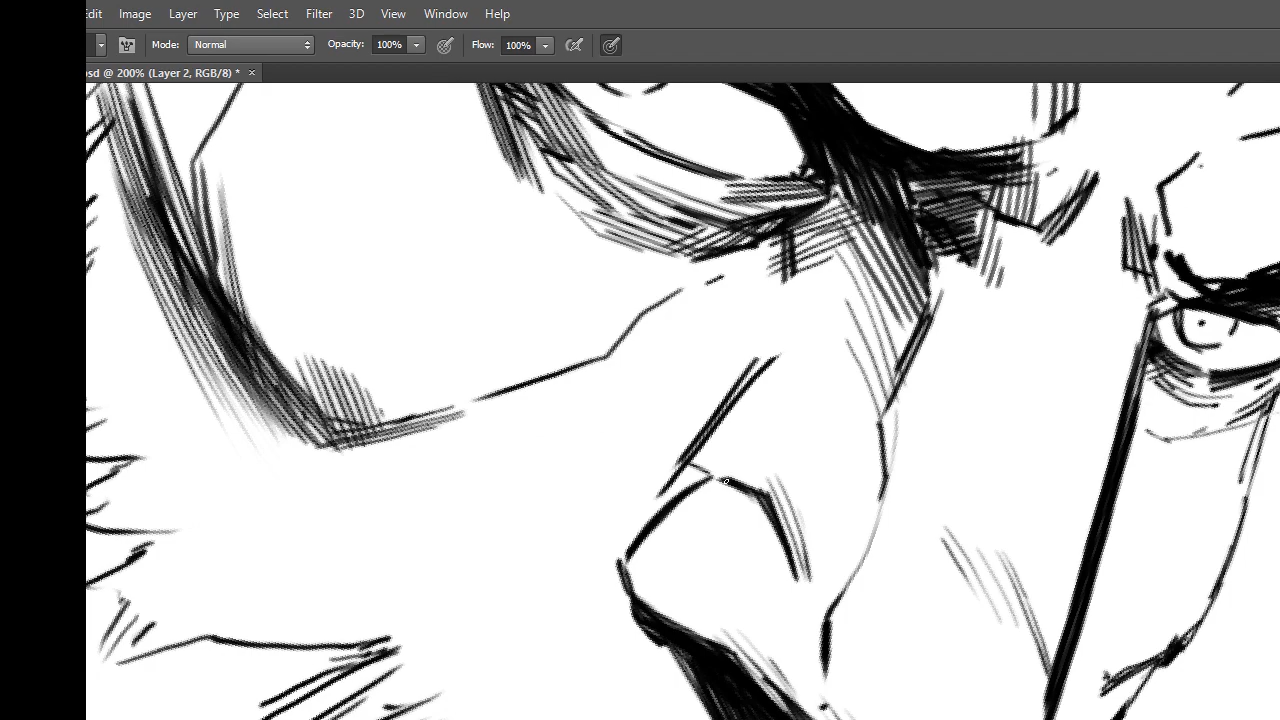 Edit Image Layer Type Select Filter 3D View Window Help
Mode: Normal Opacity: 100% Flow: 100%
psd @ 200% (Layer 2, RGB/8) * ×